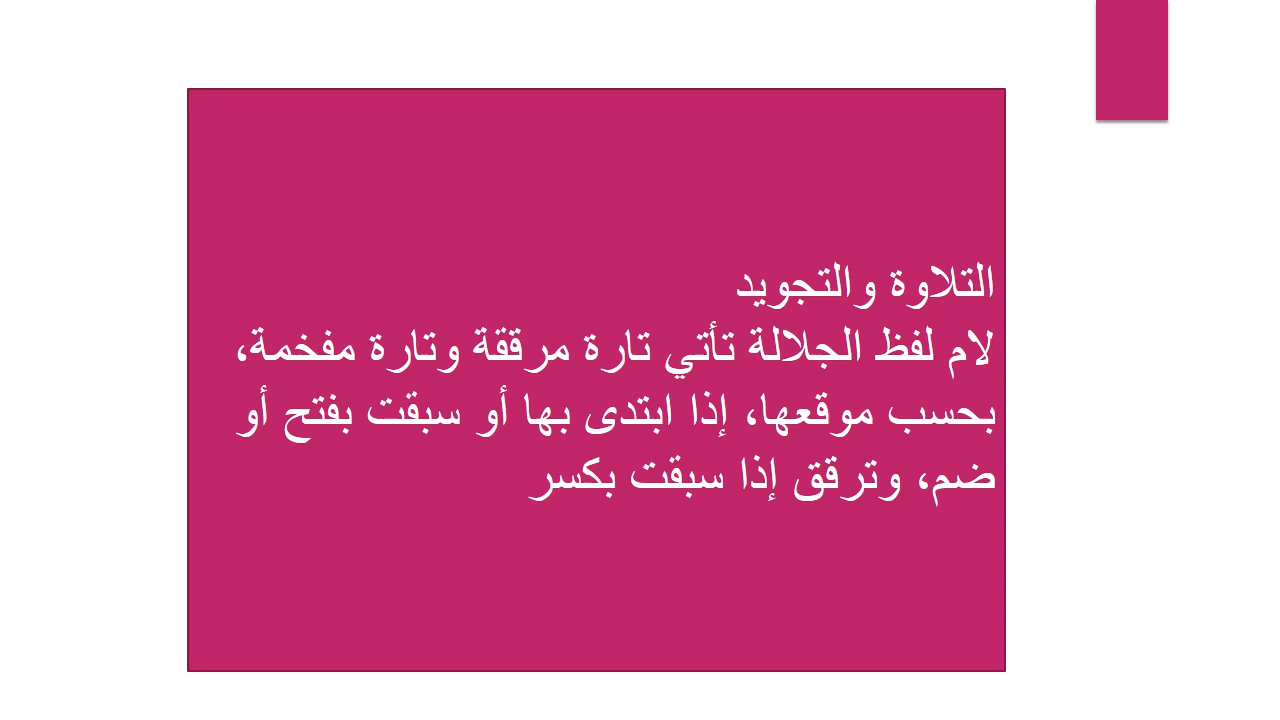 التلاوة والتجويد
لام لفظ الجلالة تأتي تارة مرققة وتارة مفخمة،
بحسب موقعها، إذا ابتدى بها أو سبقت بفتح أو
ضم، وترقق إذا سبقت بكسر